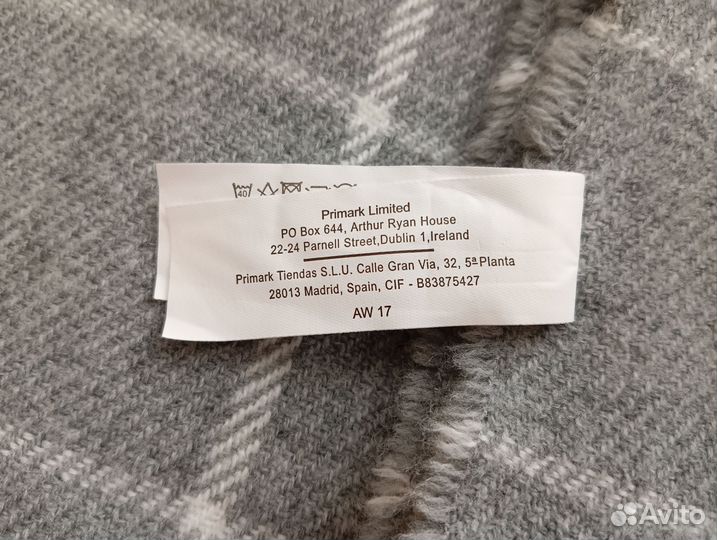 40
Primark Limited
PO Box 644, Arthur Ryan House
22-24 Parnell Street,Dublin 1,Ireland
Primark Tiendas S.L.U. Calle Gran Via, 32, 5ª Planta
28013 Madrid, Spain, CIF - B83875427
AW 17
Avito